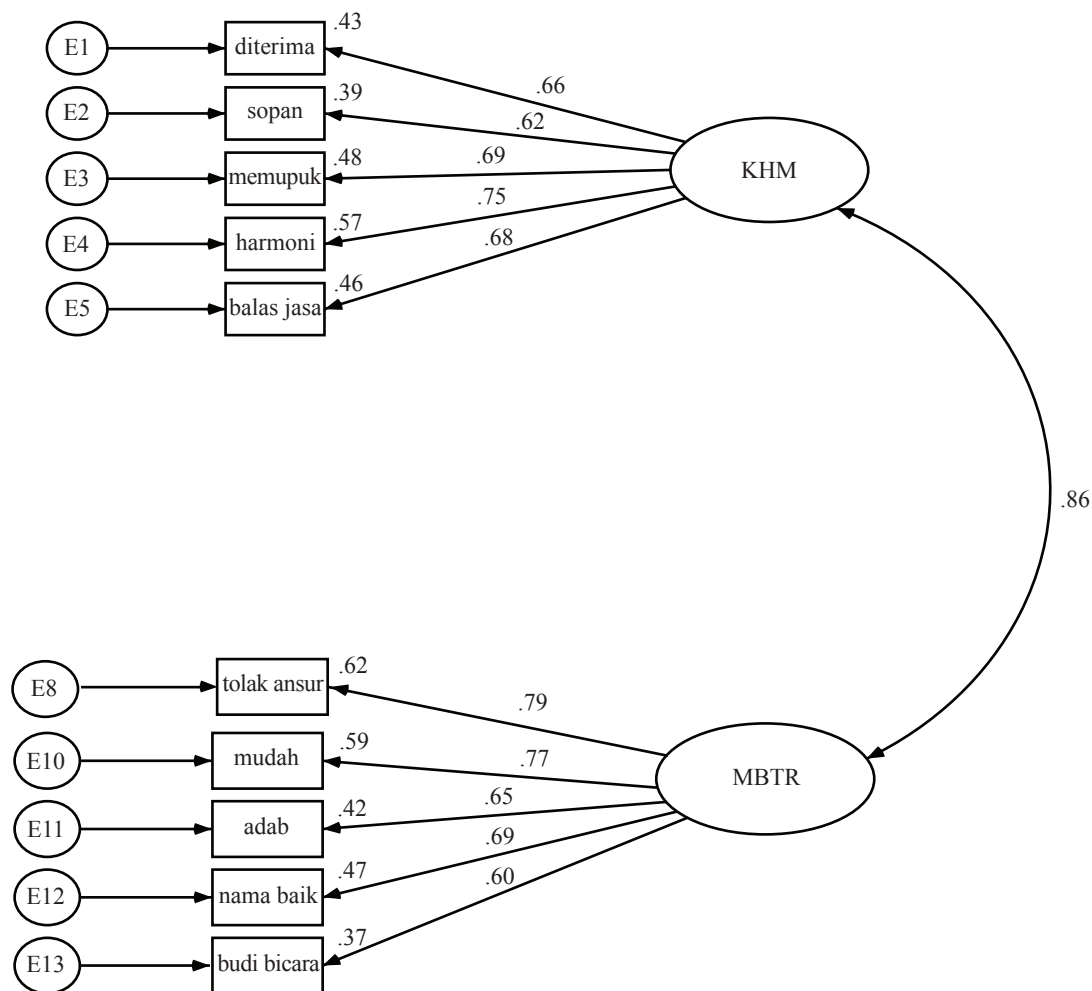 .43
E1
diterima
.66
.39
E2
sopan
.62
.48
E3
memupuk
.69
KHM
.75
.57
E4
harmoni
.68
.46
E5
balas jasa
.86
.62
E8
tolak ansur
.79
.59
E10
mudah
.77
MBTR
.65
.42
E11
adab
.69
.47
E12
nama baik
.60
.37
E13
budi bicara